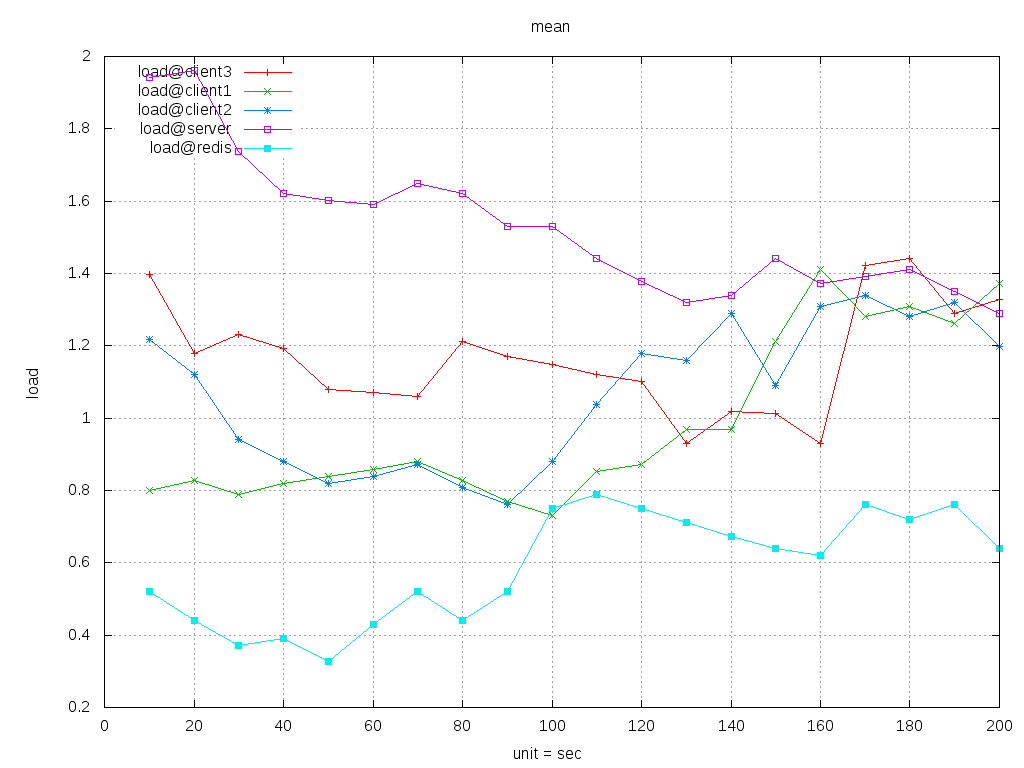 mean
2
1.8
1.6
1.4
1.2
1
0.8
0.6
0.4
0.2
load
load@client3
load@client1
load@client2
load@server
load@redis
0 20 40 60 80 100 120 140 160 180 200
unit = sec